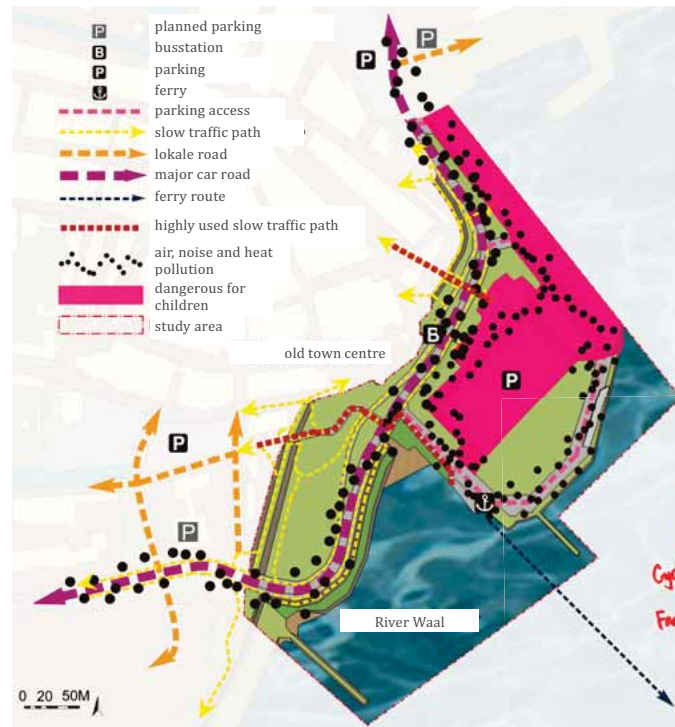 P planned parking
B busstation
P parking
ferry
parking access
slow traffic path
lokale road
major car road
ferry route
highly used slow traffic path
air, noise and heat
pollution
dangerous for
children
study area
P
P
B
old town centre
P
P
P
River Waal
0 20 50M